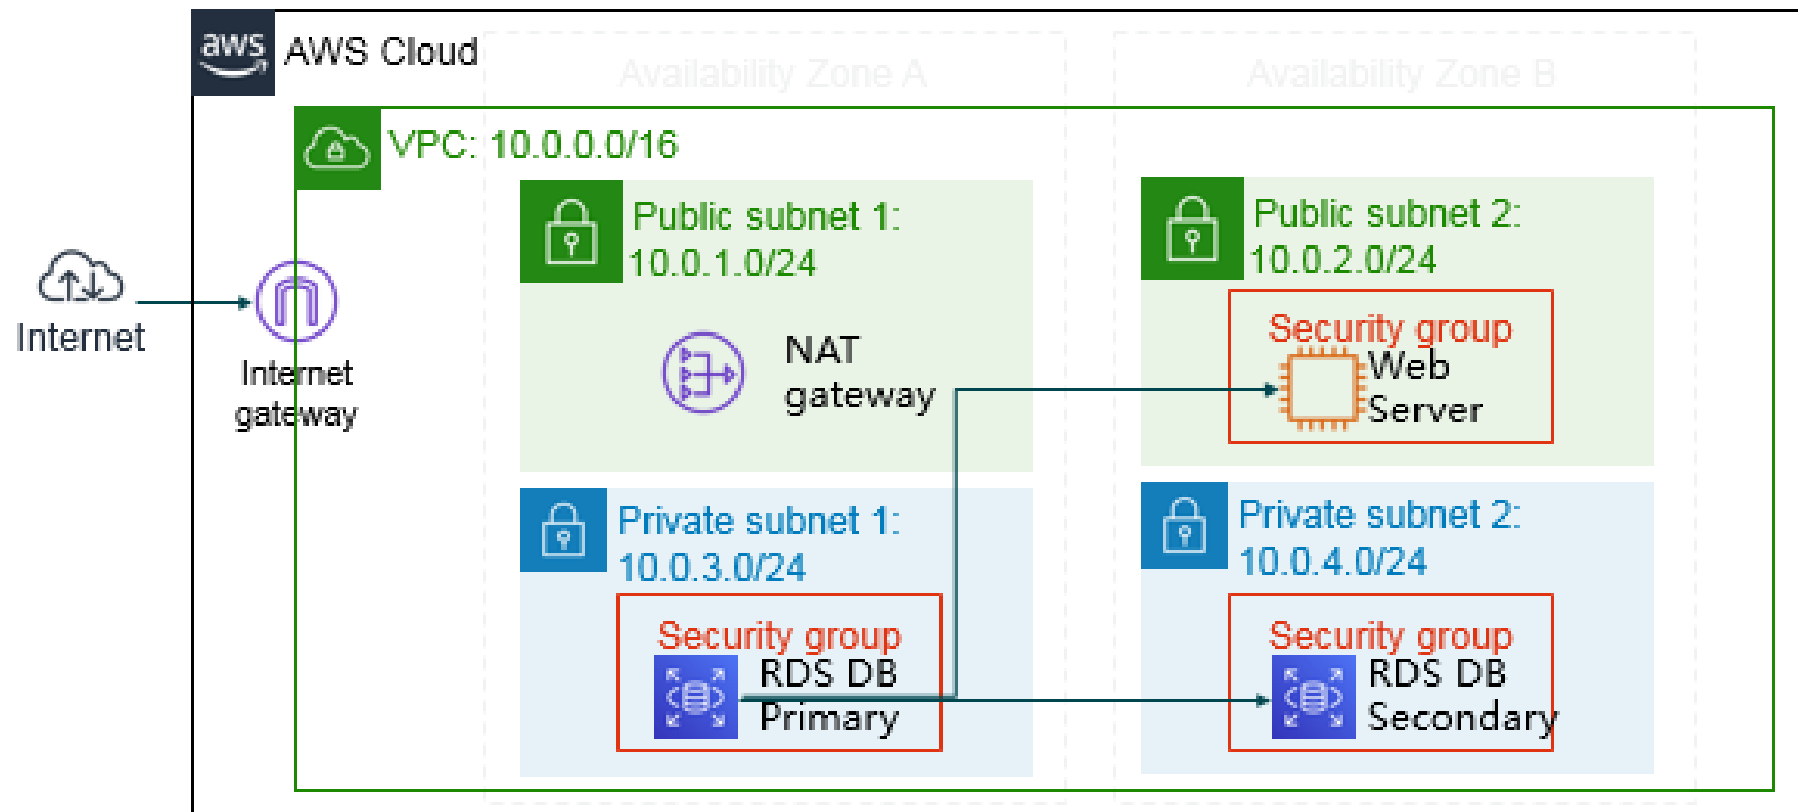 aws
AWS Cloud
Availability Zone A
Availability Zone B
VPC: 10.0.0.0/16
Public subnet 1:
10.0.1.0/24
Public subnet 2:
10.0.2.0/24
Internet
Internet
gateway
NAT
gateway
Security group
Web
Server
Private subnet 1:
10.0.3.0/24
Private subnet 2:
10.0.4.0/24
Security group
RDS DB
Primary
Security group
RDS DB
Secondary